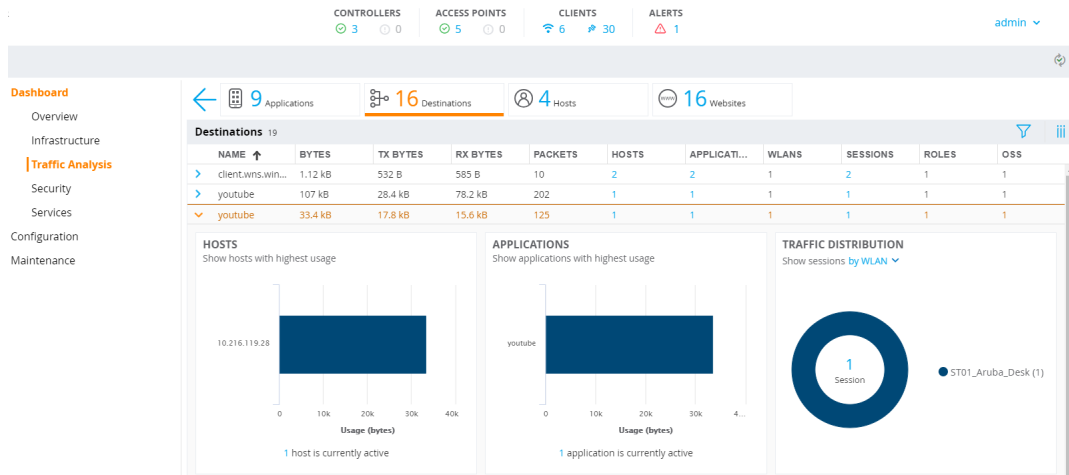 CONTROLLERS ACCESS POINTS CLIENTS ALERTS
3 0 5 0 6 30 1
admin
Dashboard
Overview
Infrastructure
Traffic Analysis
Security
Services
Configuration
Maintenance
9 Applications 16 Destinations 4 Hosts www 16 Websites
Destinations 19
NAME BYTES TX BYTES RX BYTES PACKETS HOSTS APPLICATI... WLANS SESSIONS ROLES OSS
client.wns.win... 1.12 kB 532 B 585 B 10 2 2 1 2 1 1
youtube 107 kB 28.4 kB 78.2 kB 202 1 1 1 1 1 1
youtube 33.4 kB 17.8 kB 15.6 kB 125 1 1 1 1 1 1
HOSTS
Show hosts with highest usage
10.216.119.28
0 10k 20k 30k 40k
Usage (bytes)
1 host is currently active
APPLICATIONS
Show applications with highest usage
youtube
0 10k 20k 30k 4...
Usage (bytes)
1 application is currently active
TRAFFIC DISTRIBUTION
Show sessions by WLAN
1
Session
ST01_Aruba_Desk (1)